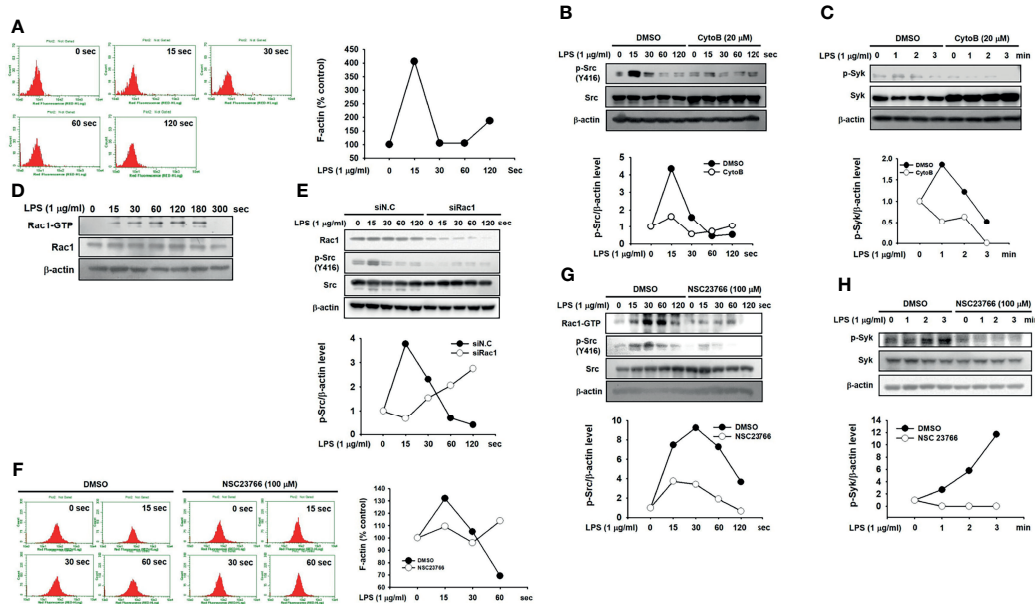 A
0 sec
15 sec
30 sec
60 sec
120 sec
F-actin (% control)
450
400
350
300
250
200
150
100
50
LPS (1 µg/ml) 0 15 30 60 120 sec
B
DMSO CytoB (20 µM)
LPS (1 µg/ml) 0 15 30 60 120 0 15 30 60 120 sec
p-Src
(Y416)
Src
β-actin
p-Src/β-actin level
DMSO
CytoB
5
4
3
2
1
0
LPS (1 µg/ml) 0 15 30 60 120 sec
C
DMSO CytoB (20 µM)
LPS (1 µg/ml) 0 1 2 3 0 1 2 3 min
p-Syk
Syk
β-actin
p-Syk/β-actin level
DMSO
CytoB
2.0
1.5
1.0
0.5
0.0
LPS (1 µg/ml) 0 1 2 3 min
D
LPS (1 µg/ml) 0 15 30 60 120 180 300 sec
Rac1-GTP
Rac1
β-actin
E
siN.C siRac1
LPS (1 µg/ml) 0 15 30 60 120 0 15 30 60 120 sec
Rac1
p-Src
(Y416)
Src
β-actin
p-Src/β-actin level
siN.C
siRac1
4
3
2
1
0
LPS (1 µg/ml) 0 15 30 60 120 sec
F
DMSO NSC23766 (100 µM)
0 sec 15 sec 0 sec 15 sec
30 sec 60 sec 30 sec 60 sec
F-actin (% control)
140
130
120
110
100
90
80
70
60
DMSO
NSC23766
LPS (1 µg/ml) 0 15 30 60 sec
G
DMSO NSC23766 (100 µM)
LPS (1 µg/ml) 0 15 30 60 120 0 15 30 60 120 sec
Rac1-GTP
p-Src
(Y416)
Src
β-actin
p-Src/β-actin level
DMSO
NSC23766
10
8
6
4
2
0
LPS (1 µg/ml) 0 15 30 60 120 sec
H
DMSO NSC23766 (100 µM)
LPS (1 µg/ml) 0 1 2 3 0 1 2 3 min
p-Syk
Syk
β-actin
p-Syk/β-actin level
DMSO
NSC 23766
14
12
10
8
6
4
2
0
LPS (1 µg/ml) 0 1 2 3 min